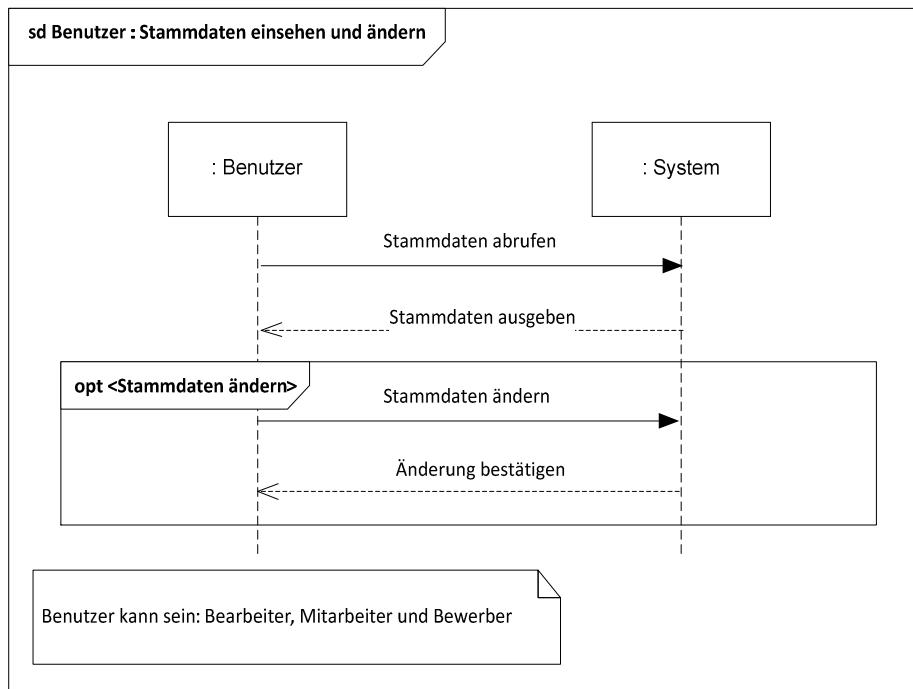 sd Benutzer : Stammdaten einsehen und ändern
: Benutzer
: System
Stammdaten abrufen
Stammdaten ausgeben
opt <Stammdaten ändern>
Stammdaten ändern
Änderung bestätigen
Benutzer kann sein: Bearbeiter, Mitarbeiter und Bewerber